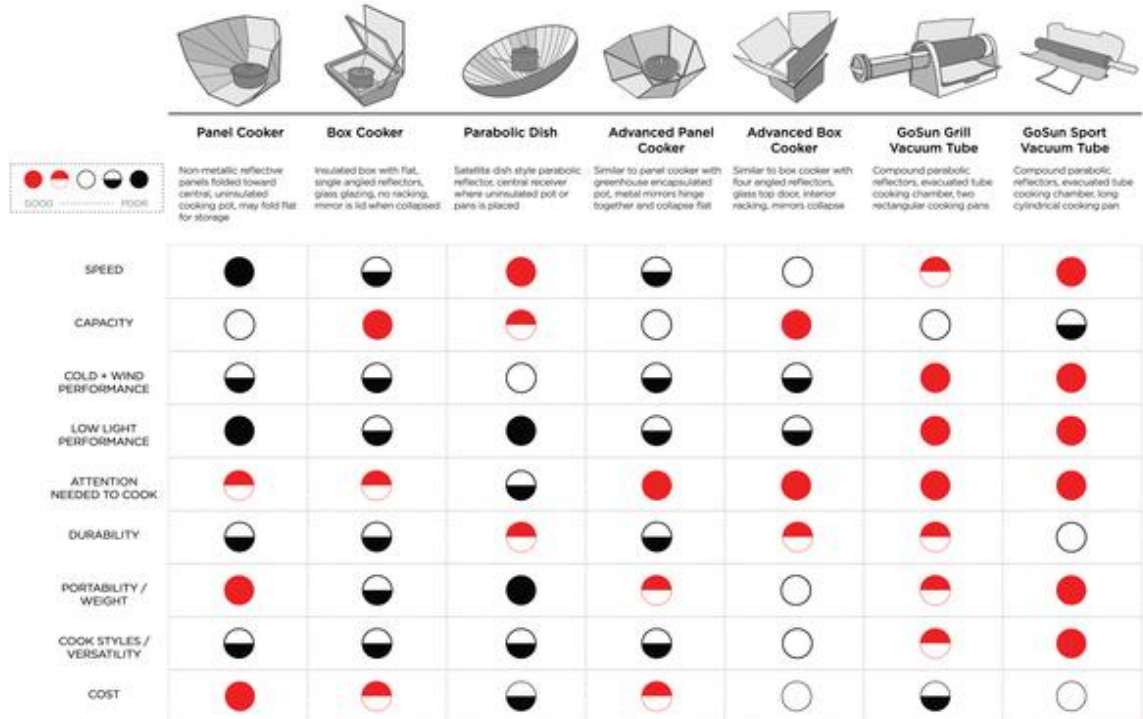 Panel Cooker
Box Cooker
Parabolic Dish
Advanced Panel
Cooker
Advanced Box
Cooker
GoSun Grill
Vacuum Tube
GoSun Sport
Vacuum Tube
GOOD
POOR
Non-metallic reflective
panels folded toward
central, uninsulated
cooking pot, may fold flat
for storage
Insulated box with flat,
single angled reflectors,
glass glazing, no racking,
mirror is lid when collapsed
Satellite dish style parabolic
reflector, central receiver
where uninsulated pot or
pans is placed
Similar to panel cooker with
greenhouse encapsulated
pot, metal mirrors hinge
together and collapse flat
Similar to box cooker with
four angled reflectors,
glass top door, interior
racking, mirrors collapse
Compound parabolic
reflectors, evacuated tube
cooking chamber, two
rectangular cooking pans
Compound parabolic
reflectors, evacuated tube
cooking chamber, long
cylindrical cooking pan
SPEED
CAPACITY
COLD + WIND
PERFORMANCE
LOW LIGHT
PERFORMANCE
ATTENTION
NEEDED TO COOK
DURABILITY
PORTABILITY /
WEIGHT
COOK STYLES /
VERSATILITY
COST